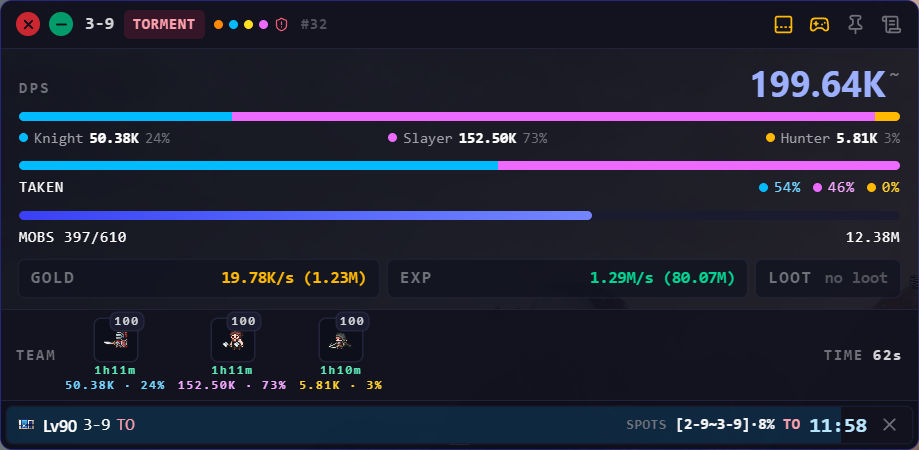 3-9 TORMENT #32
DPS 199.64K~
Knight 50.38K 24% Slayer 152.50K 73% Hunter 5.81K 3%
TAKEN 54% 46% 0%
MOBS 397/610 12.38M
GOLD 19.78K/s (1.23M) EXP 1.29M/s (80.07M) LOOT no loot
100 100 100
TEAM TIME 62s
1h11m 1h11m 1h10m
50.38K · 24% 152.50K · 73% 5.81K · 3%
Lv90 3-9 TO SPOTS [2-9~3-9]·8% TO 11:58